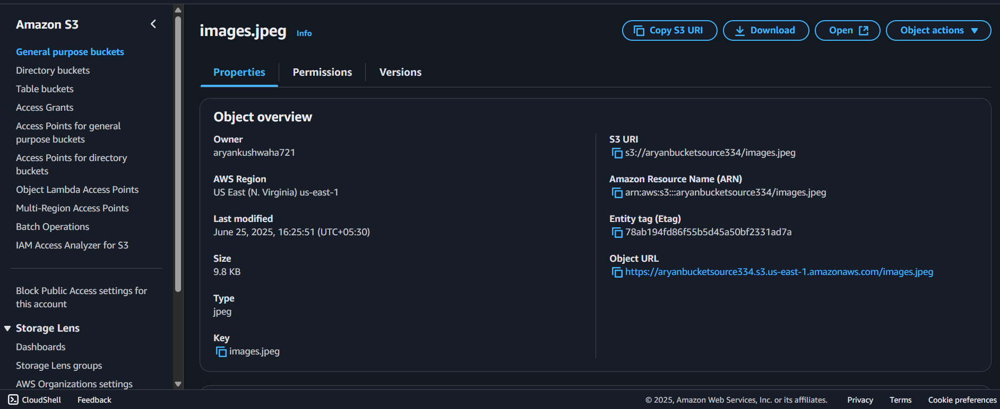 Amazon S3
General purpose buckets
Directory buckets
Table buckets
Access Grants
Access Points for general
purpose buckets
Access Points for directory
buckets
Object Lambda Access Points
Multi-Region Access Points
Batch Operations
IAM Access Analyzer for S3
Block Public Access settings for
this account
Storage Lens
Dashboards
Storage Lens groups
AWS Organizations settings
images.jpeg Info
Copy S3 URI Download Open Object actions
Properties Permissions Versions
Object overview
Owner
aryankushwaha721
AWS Region
US East (N. Virginia) us-east-1
Last modified
June 25, 2025, 16:25:51 (UTC+05:30)
Size
9.8 KB
Type
jpeg
Key
images.jpeg
S3 URI
s3://aryanbucketsource334/images.jpeg
Amazon Resource Name (ARN)
arn:aws:s3:::aryanbucketsource334/images.jpeg
Entity tag (Etag)
78ab194fd86f55b5d45a50bf2331ad7a
Object URL
https://aryanbucketsource334.s3.us-east-1.amazonaws.com/images.jpeg
CloudShell Feedback © 2025, Amazon Web Services, Inc. or its affiliates. Privacy Terms Cookie preferences